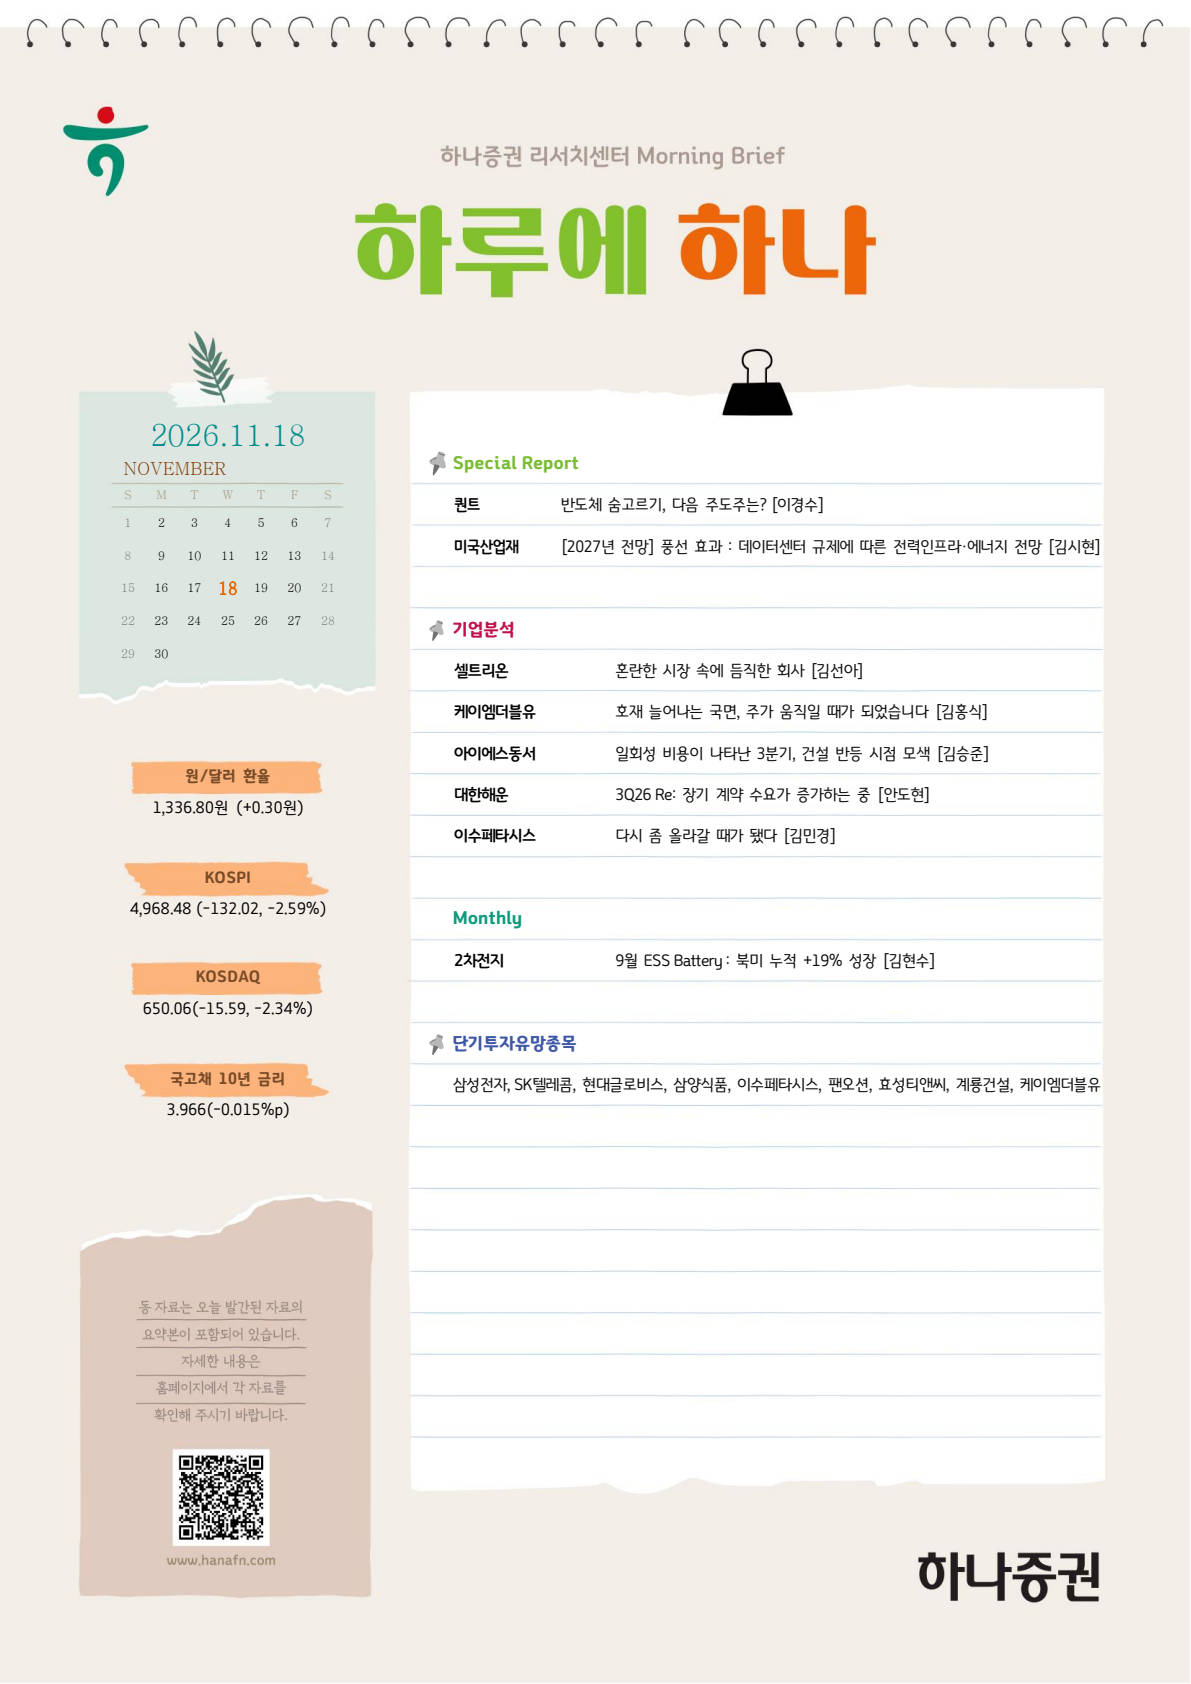 하나증권 리서치센터 Morning Brief
하루에 하나
2026.11.18
NOVEMBER
S M T W T F S
1 2 3 4 5 6 7
8 9 10 11 12 13 14
15 16 17 18 19 20 21
22 23 24 25 26 27 28
29 30
원/달러 환율
1,336.80원 (+0.30원)
KOSPI
4,968.48 (-132.02, -2.59%)
KOSDAQ
650.06(-15.59, -2.34%)
국고채 10년 금리
3.966(-0.015%p)
동 자료는 오늘 발간된 자료의
요약본이 포함되어 있습니다.
자세한 내용은
홈페이지에서 각 자료를
확인해 주시기 바랍니다.
www.hanafn.com
Special Report
퀀트 반도체 숨고르기, 다음 주도주는? [이경수]
미국산업재 [2027년 전망] 풍선 효과 : 데이터센터 규제에 따른 전력인프라·에너지 전망 [김시현]
기업분석
셀트리온 혼란한 시장 속에 듬직한 회사 [김선아]
케이엠더블유 호재 늘어나는 국면, 주가 움직일 때가 되었습니다 [김홍식]
아이에스동서 일회성 비용이 나타난 3분기, 건설 반등 시점 모색 [김승준]
대한해운 3Q26 Re: 장기 계약 수요가 증가하는 중 [안도현]
이수페타시스 다시 좀 올라갈 때가 됐다 [김민경]
Monthly
2차전지 9월 ESS Battery : 북미 누적 +19% 성장 [김현수]
단기투자유망종목
삼성전자, SK텔레콤, 현대글로비스, 삼양식품, 이수페타시스, 팬오션, 효성티앤씨, 계룡건설, 케이엠더블유
하나증권